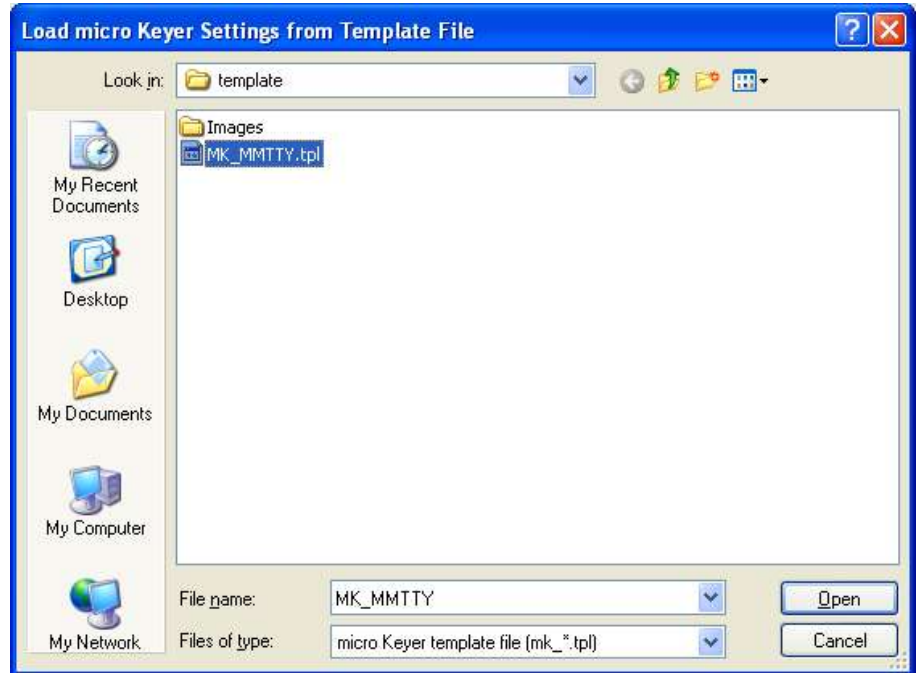 Load micro Keyer Settings from Template File
Look in: template
Images
MK_MMTTY.tpl
My Recent
Documents
Desktop
My Documents
My Computer
My Network
File name: MK_MMTTY Open
Files of type: micro Keyer template file (mk_*.tpl) Cancel